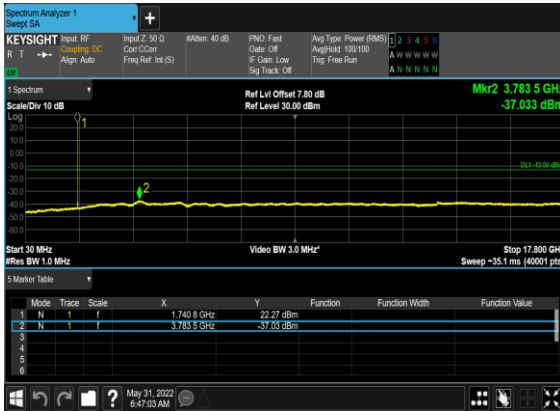 Spectrum Analyzer 1
Swept SA
+
KEYSIGHT Input: RF Input Z: 50 Ω #Atten: 40 dB PNO: Fast Avg Type: Power (RMS) 1 2 3 4 5 6
R T Coupling: DC Corr CCorr Gate: Off Avg|Hold: 100/100 A W W W W W
Align: Auto Freq Ref: Int (S) IF Gain: Low Trig: Free Run
Sig Track: Off A N N N N N
1 Spectrum Ref Lvl Offset 7.80 dB Mkr2 3.783 5 GHz
Scale/Div 10 dB Ref Level 30.00 dBm -37.033 dBm
Log
20.0
10.0
0.00
-10.0
-20.0
-30.0
-40.0
-50.0
-60.0
1
2
DL1 -13.00 dBm
Start 30 MHz Video BW 3.0 MHz* Stop 17.800 GHz
#Res BW 1.0 MHz Sweep ~35.1 ms (40001 pts)
5 Marker Table
Mode Trace Scale X Y Function Function Width Function Value
1 N 1 f 1.740 8 GHz 22.27 dBm
2 N 1 f 3.783 5 GHz -37.03 dBm
3
4
5
6
? May 31, 2022
6:47:03 AM